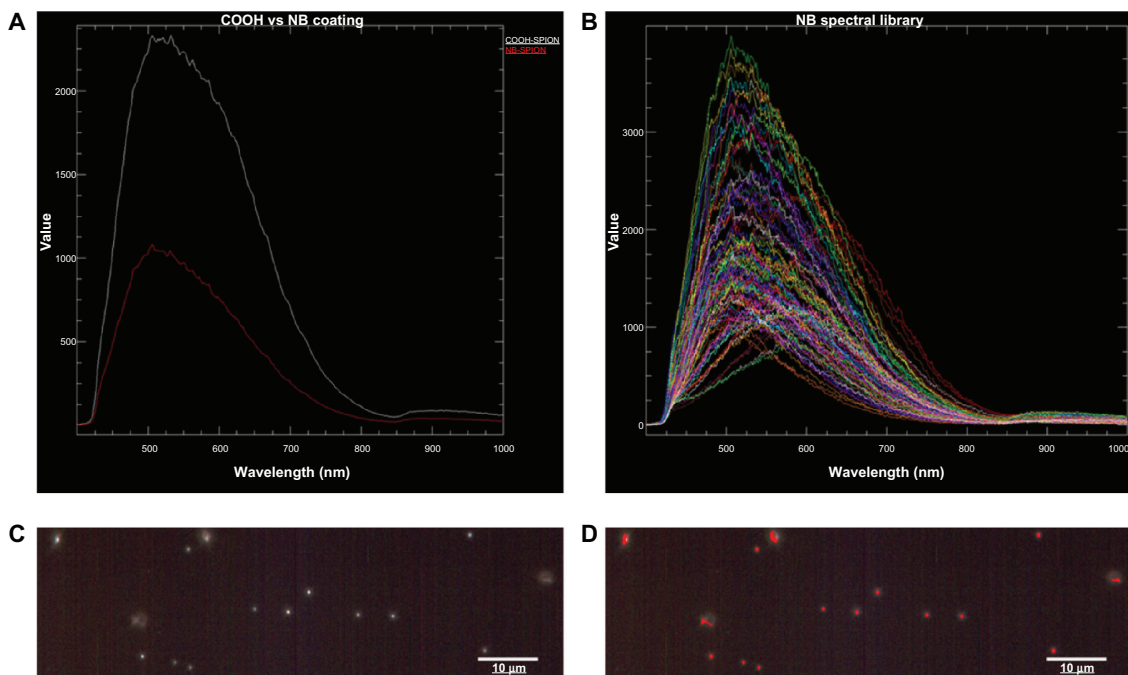 A
COOH vs NB coating
COOH-SPION
NB-SPION
2000
1500
1000
500
Value
500 600 700 800 900 1000
Wavelength (nm)
B
NB spectral library
3000
2000
1000
0
Value
500 600 700 800 900 1000
Wavelength (nm)
C
10 µm
D
10 µm